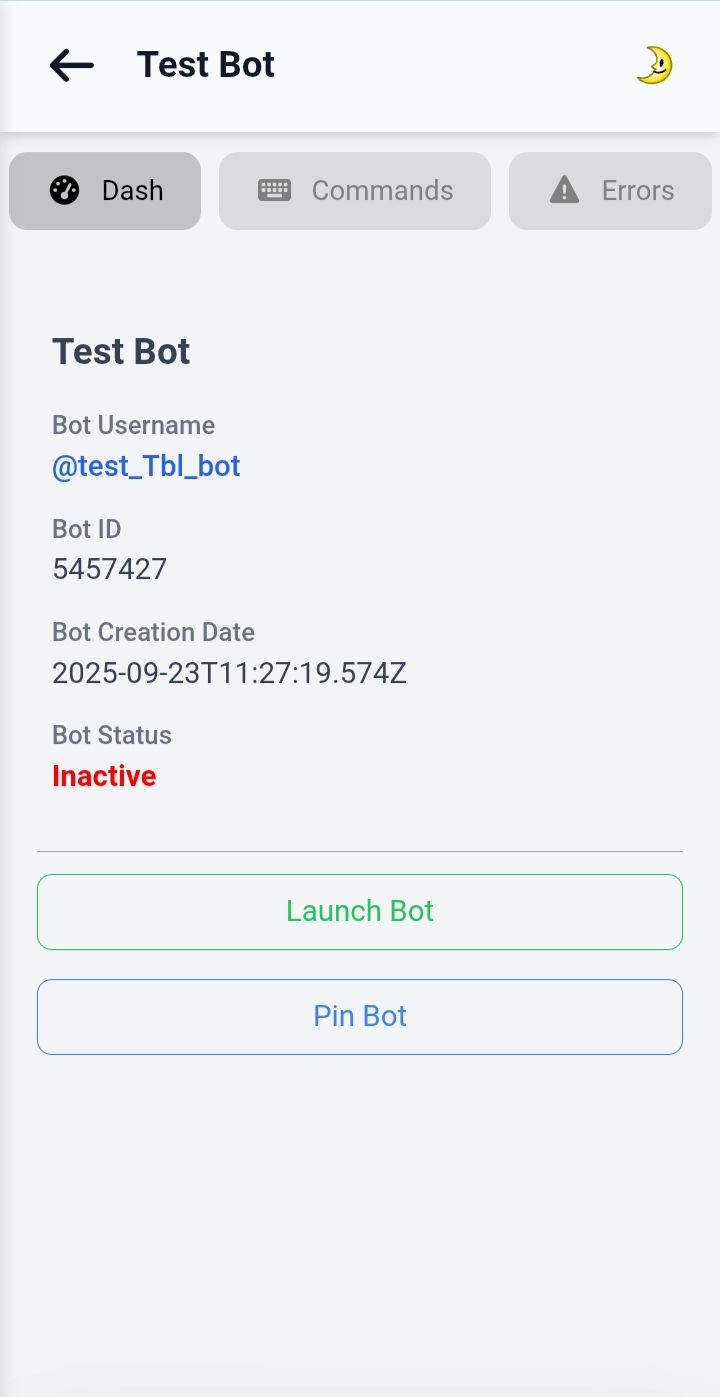 Test Bot
Dash Commands Errors
Test Bot
Bot Username
@test_Tbl_bot
Bot ID
5457427
Bot Creation Date
2025-09-23T11:27:19.574Z
Bot Status
Inactive
Launch Bot
Pin Bot